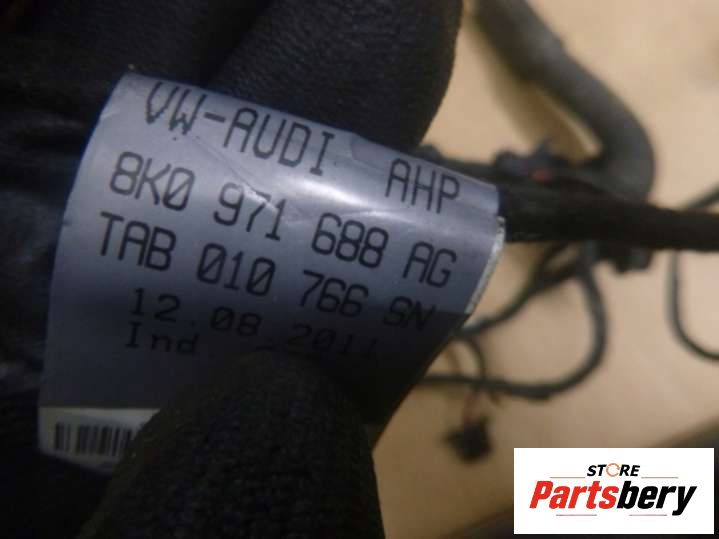 VW-AUDI AHP
8K0 971 688 AG
TAB 010 766 SN
12.08.2011
Ind.
STORE
Partsbery